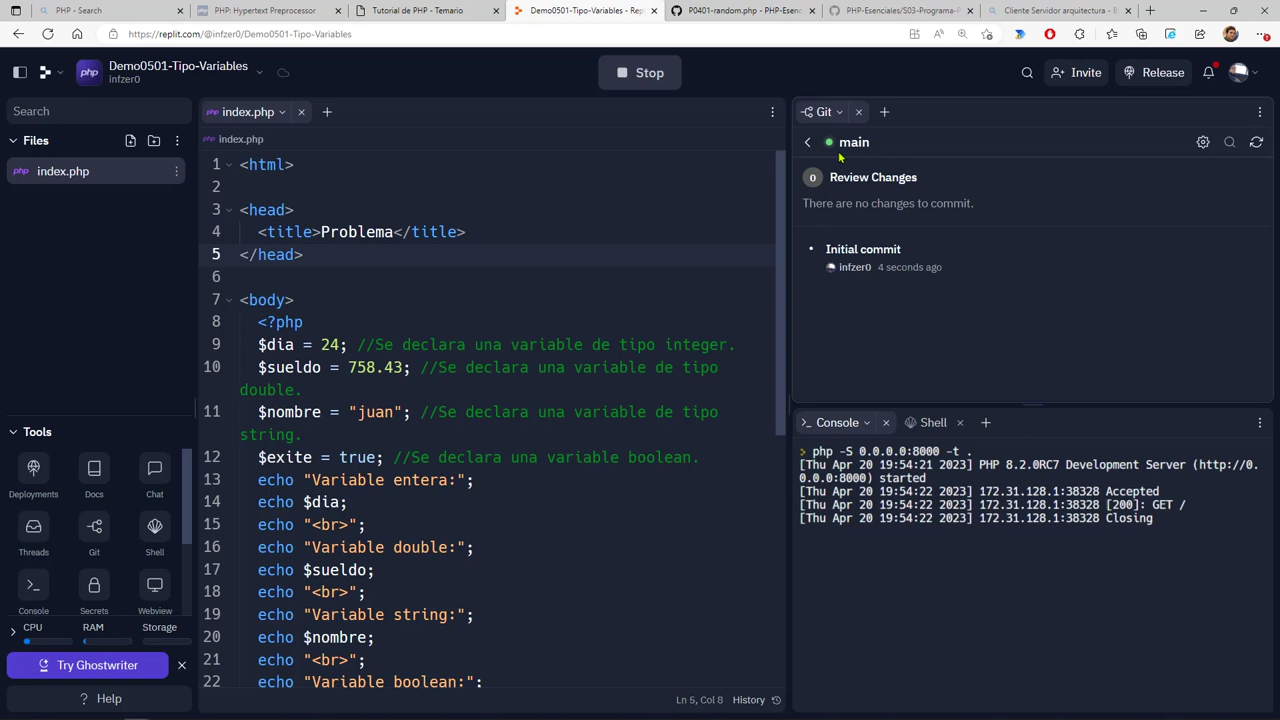 PHP - Search
PHP: Hypertext Preprocessor
Tutorial de PHP - Temario
Demo0501-Tipo-Variables - Repl
P0401-random.php - PHP-Esenc
PHP-Esenciales/S03-Programa-P
Cliente Servidor arquitectura - B
https://replit.com/@infzer0/Demo0501-Tipo-Variables
php
Demo0501-Tipo-Variables
infzer0
Stop
Invite
Release
Search
Files
php index.php
Tools
Deployments
Docs
Chat
Threads
Git
Shell
Console
Secrets
Webview
CPU
RAM
Storage
Try Ghostwriter
? Help
php index.php
php index.php
1 <html>
2
3 <head>
4 <title>Problema</title>
5 </head>
6
7 <body>
8 <?php
9 $dia = 24; //Se declara una variable de tipo integer.
10 $sueldo = 758.43; //Se declara una variable de tipo
double.
11 $nombre = "juan"; //Se declara una variable de tipo
string.
12 $exite = true; //Se declara una variable boolean.
13 echo "Variable entera:";
14 echo $dia;
15 echo "<br>";
16 echo "Variable double:";
17 echo $sueldo;
18 echo "<br>";
19 echo "Variable string:";
20 echo $nombre;
21 echo "<br>";
22 echo "Variable boolean:";
Ln 5, Col 8
History
Git
main
0 Review Changes
There are no changes to commit.
Initial commit
infzer0 4 seconds ago
Console
Shell
php -S 0.0.0.0:8000 -t .
[Thu Apr 20 19:54:21 2023] PHP 8.2.0RC7 Development Server (http://0.
0.0.0:8000) started
[Thu Apr 20 19:54:22 2023] 172.31.128.1:38328 Accepted
[Thu Apr 20 19:54:22 2023] 172.31.128.1:38328 [200]: GET /
[Thu Apr 20 19:54:22 2023] 172.31.128.1:38328 Closing